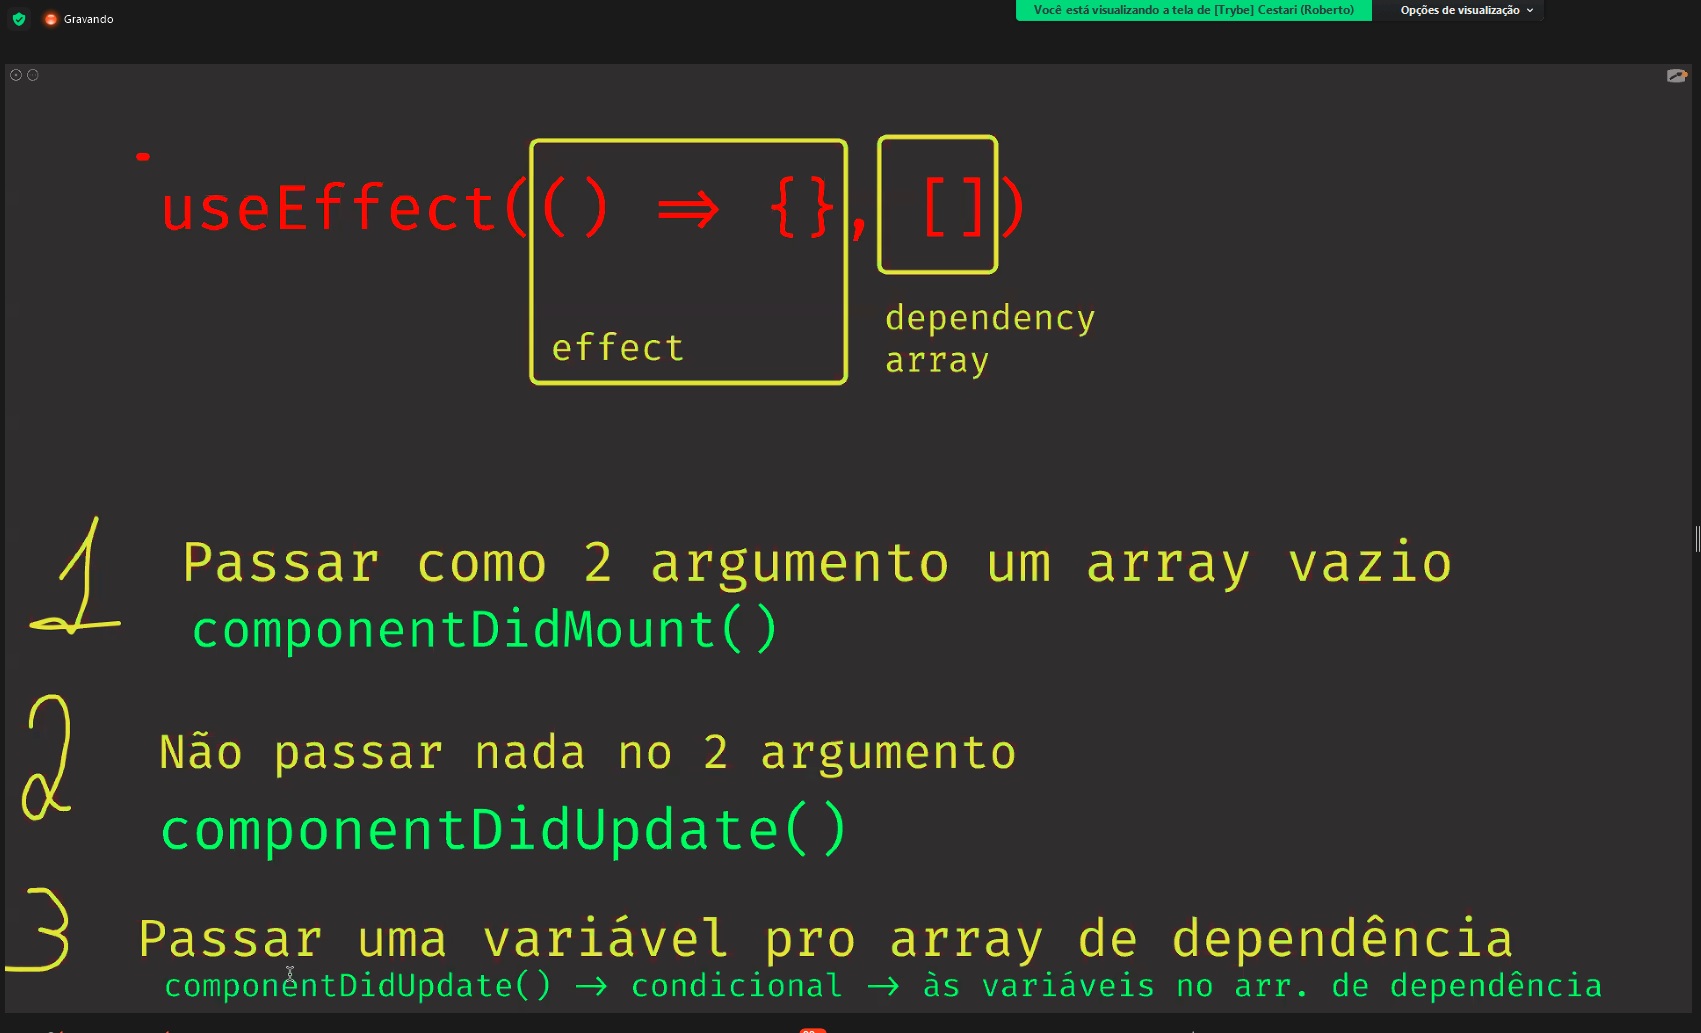 Gravando
Você está visualizando a tela de [Trybe] Cestari (Roberto)
Opções de visualização
useEffect(() => {}, [])
effect
dependency
array
1
Passar como 2 argumento um array vazio
componentDidMount()
2
Não passar nada no 2 argumento
componentDidUpdate()
3
Passar uma variável pro array de dependência
componentDidUpdate() -> condicional -> às variáveis no arr. de dependência